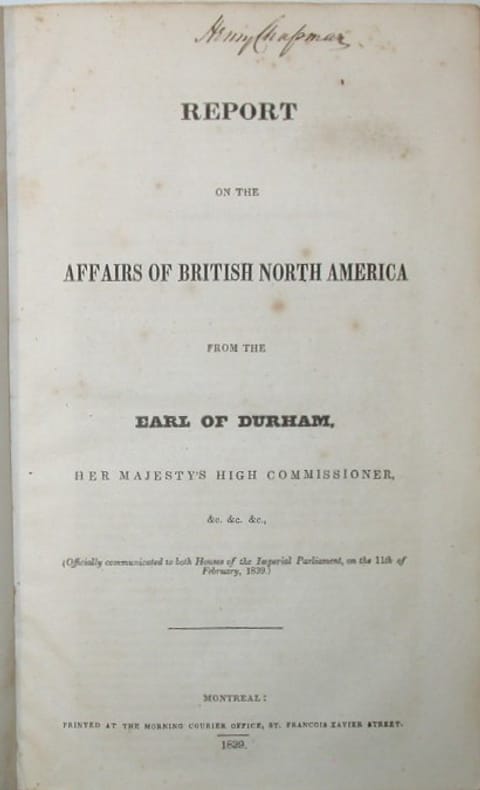 Henry Chapman
REPORT
ON THE
AFFAIRS OF BRITISH NORTH AMERICA
FROM THE
EARL OF DURHAM,
HER MAJESTY'S HIGH COMMISSIONER,
&c. &c. &c.,
(Officially communicated to both Houses of the Imperial Parliament, on the 11th of
February, 1839.)
MONTREAL:
PRINTED AT THE MORNING COURIER OFFICE, ST. FRANCOIS XAVIER STREET.
1839.